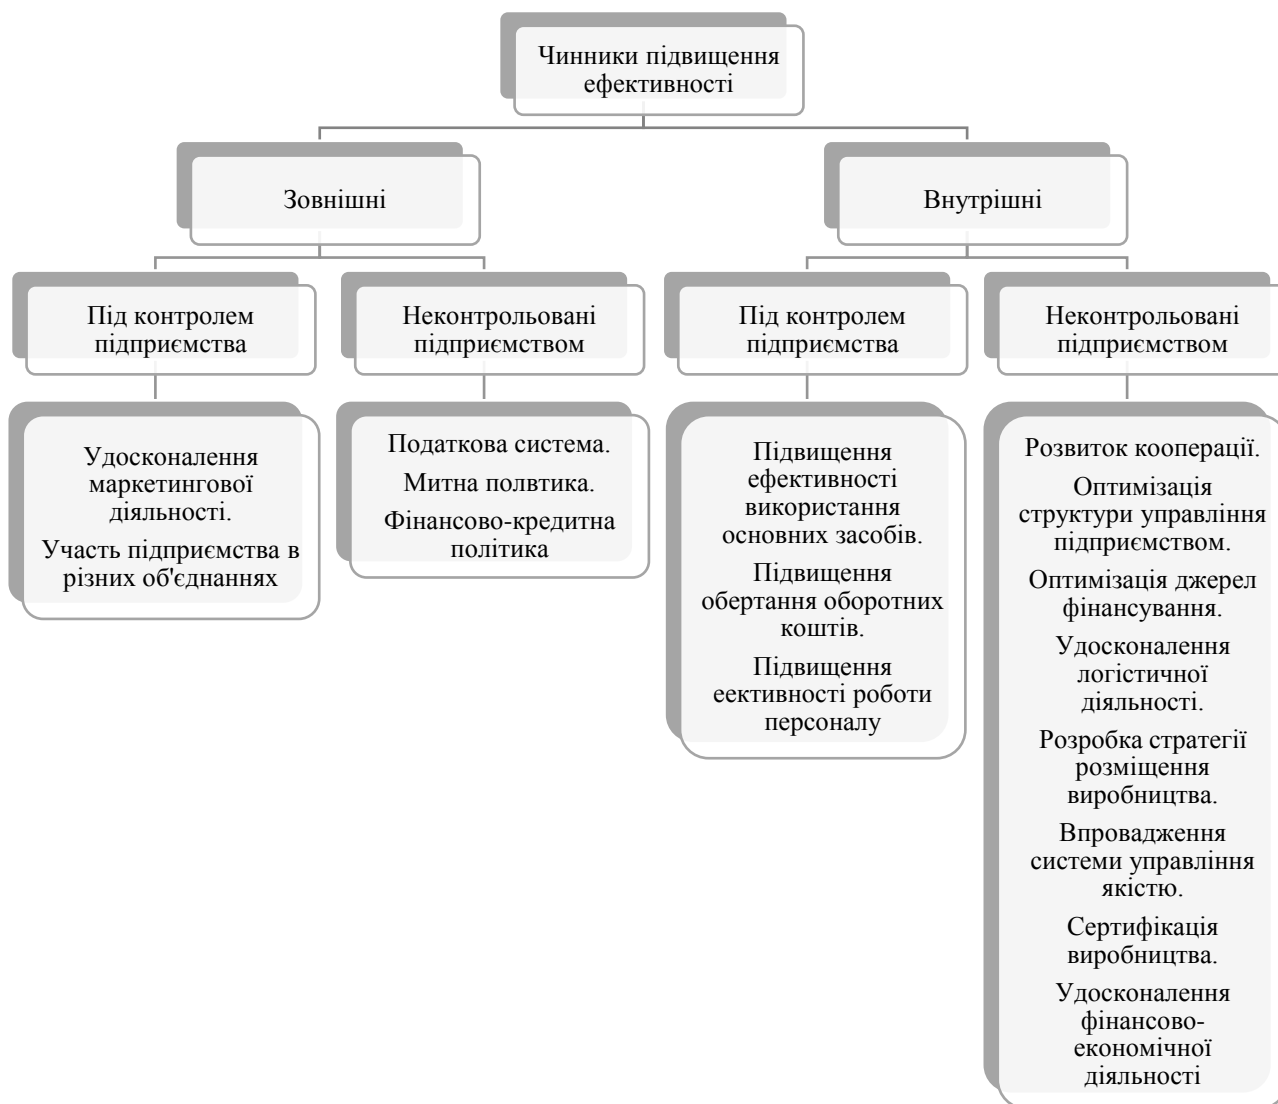 Чинники підвищення
ефективності
Зовнішні
Внутрішні
Під контролем
підприємства
Неконтрольовані
підприємством
Під контролем
підприємства
Неконтрольовані
підприємством
Удосконалення
маркетингової
діяльності.
Участь підприємства в
різних об'єднаннях
Податкова система.
Митна полвтика.
Фінансово-кредитна
політика
Підвищення
ефективності
використання
основних засобів.
Підвищення
обертання оборотних
коштів.
Підвищення
еективності роботи
персоналу
Розвиток кооперації.
Оптимізація
структури управління
підприємством.
Оптимізація джерел
фінансування.
Удосконалення
логістичної
діяльності.
Розробка стратегії
розміщення
виробництва.
Впровадження
системи управління
якістю.
Сертифікація
виробництва.
Удосконалення
фінансово-
економічної
діяльності